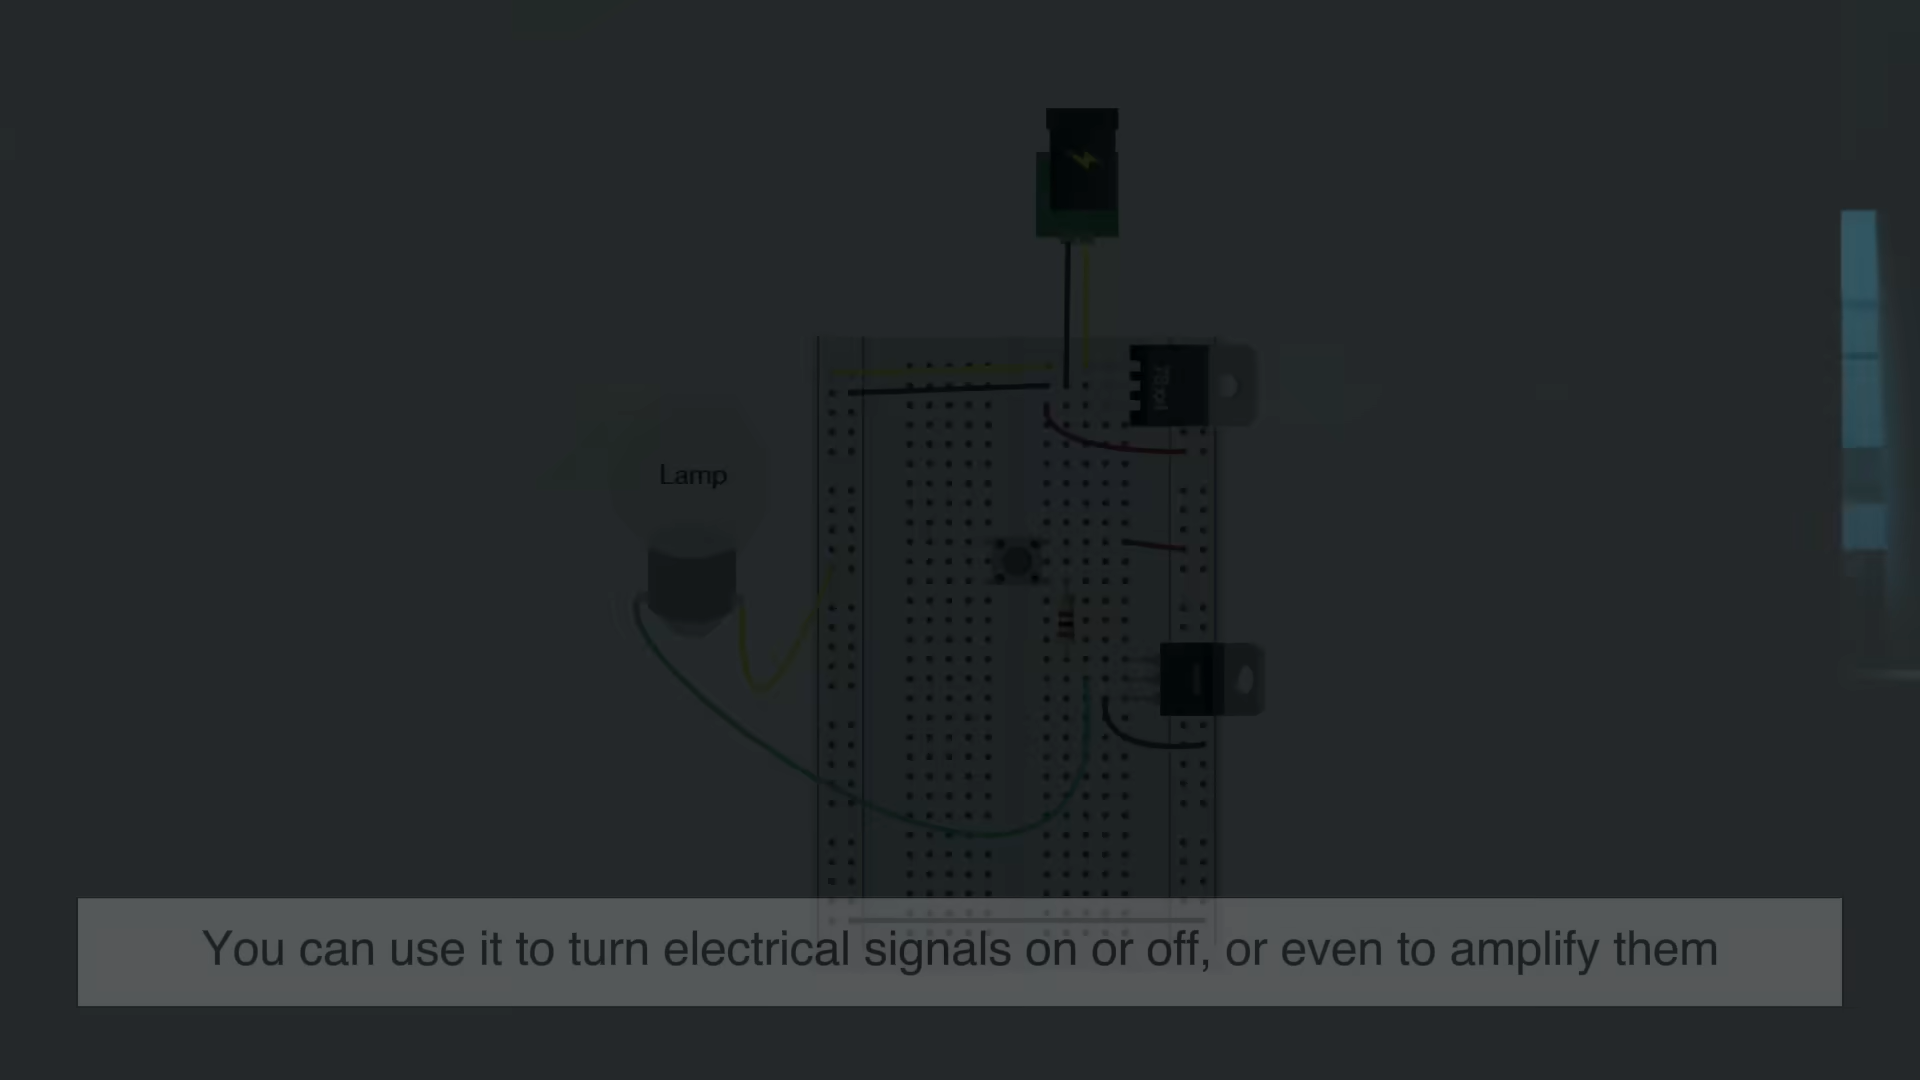 Lamp
You can use it to turn electrical signals on or off, or even to amplify them